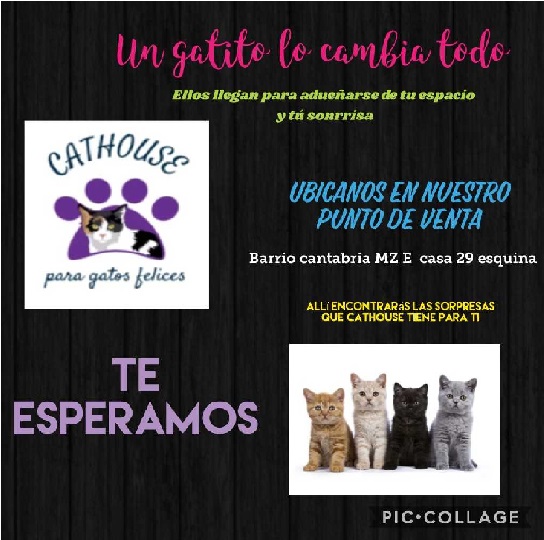 Un gatito lo cambia todo
Ellos llegan para adueñarse de tu espacio
y tú sonrrisa
CATHOUSE
para gatos felices
UBICANOS EN NUESTRO
PUNTO DE VENTA
Barrio cantabria MZ E casa 29 esquina
ALLí ENCONTRARáS LAS SORPRESAS
QUE CATHOUSE TIENE PARA TI
TE
ESPERAMOS
PIC•COLLAGE